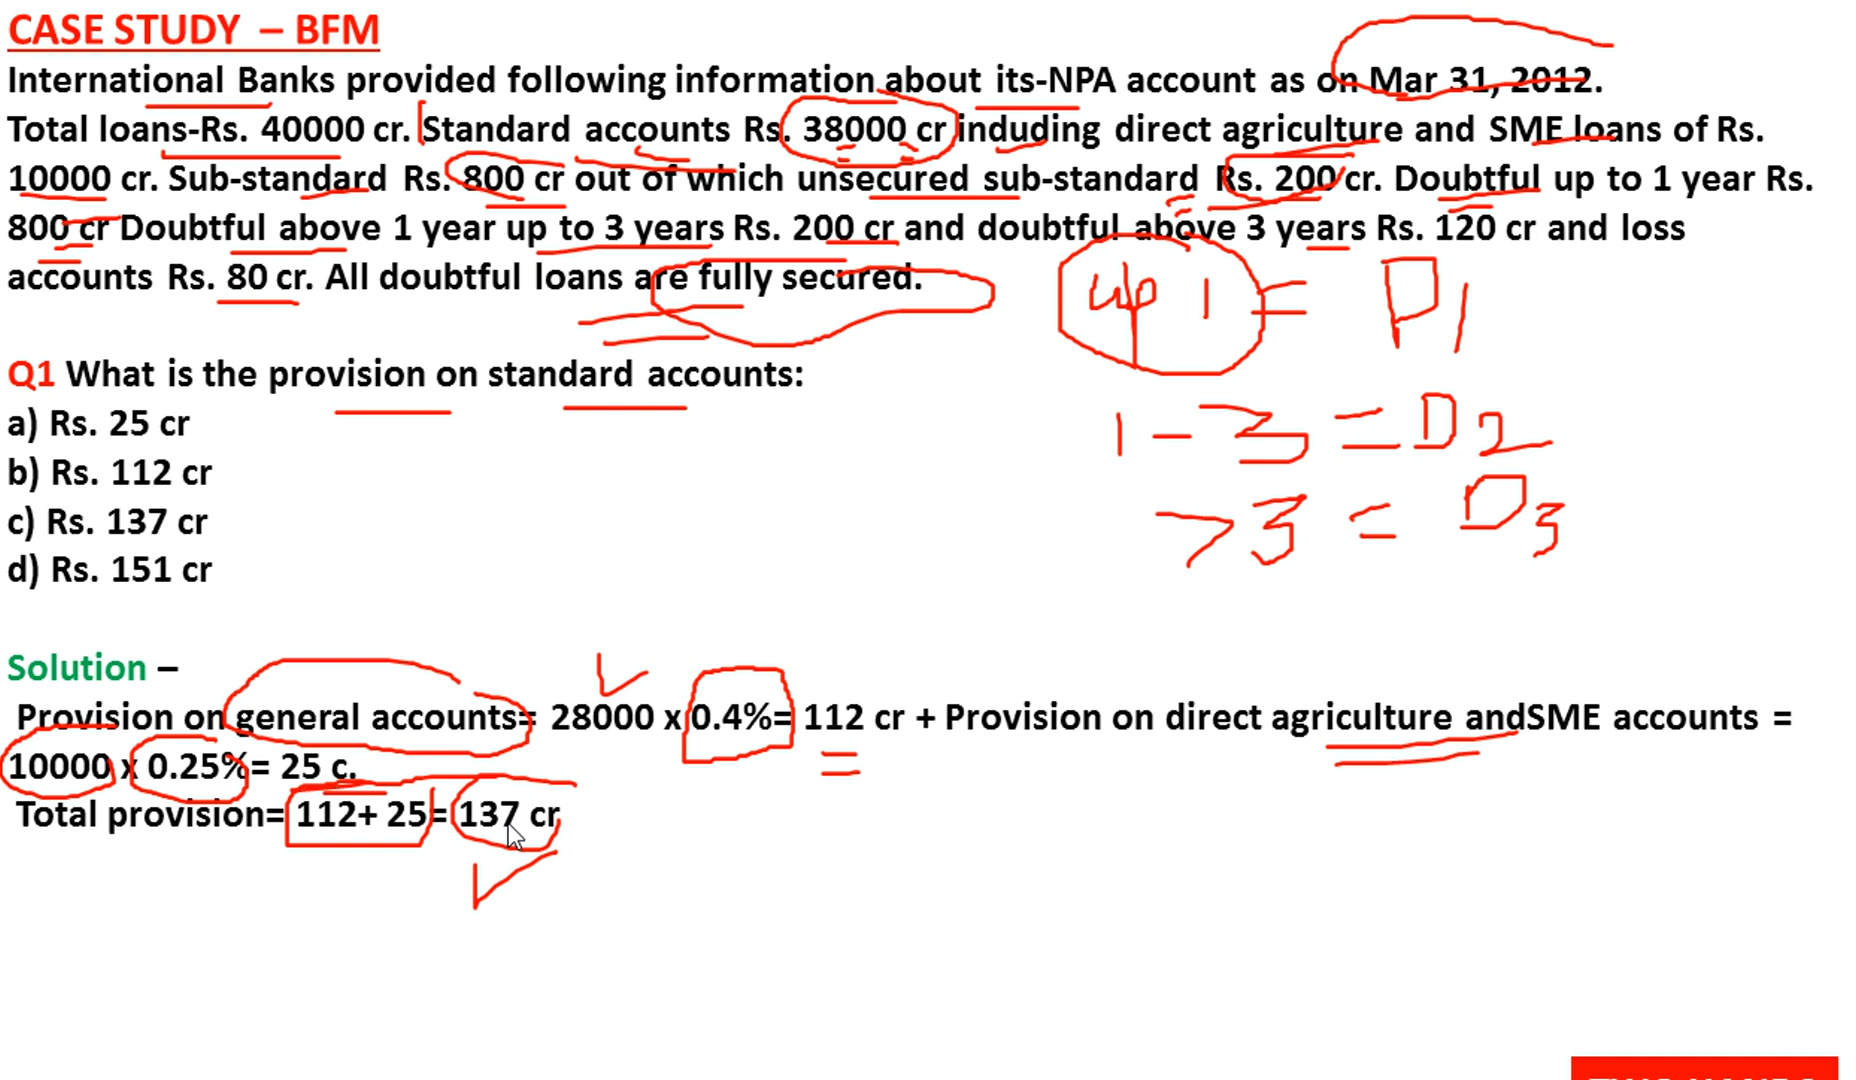 CASE STUDY – BFM
International Banks provided following information about its-NPA account as on Mar 31, 2012.
Total loans-Rs. 40000 cr. Standard accounts Rs. 38000 cr induding direct agriculture and SME loans of Rs.
10000 cr. Sub-standard Rs. 800 cr out of which unsecured sub-standard Rs. 200 cr. Doubtful up to 1 year Rs.
800 cr Doubtful above 1 year up to 3 years Rs. 200 cr and doubtful above 3 years Rs. 120 cr and loss
accounts Rs. 80 cr. All doubtful loans are fully secured.
up 1 = D1
Q1 What is the provision on standard accounts:
a) Rs. 25 cr
1 – 3 = D2
b) Rs. 112 cr
c) Rs. 137 cr
>3 = D3
d) Rs. 151 cr
Solution –
Provision on general accounts= 28000 x 0.4%= 112 cr + Provision on direct agriculture andSME accounts =
10000 x 0.25%= 25 c.
Total provision= 112+ 25= 137 cr